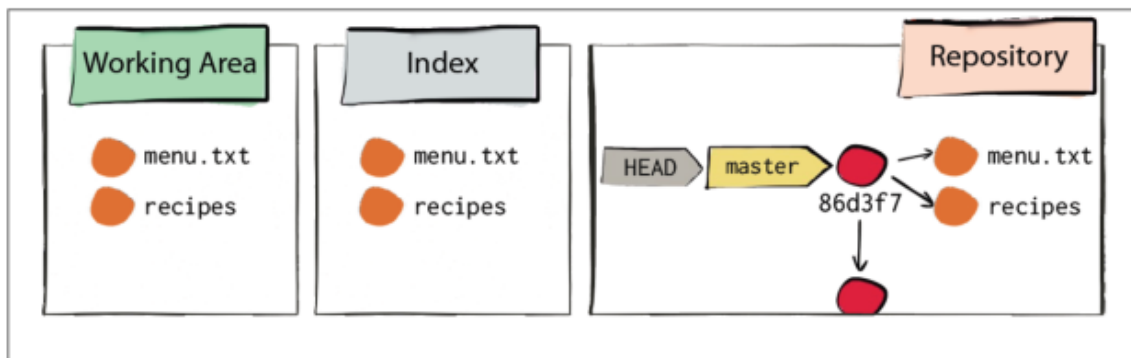 Working Area
menu.txt
recipes
Index
menu.txt
recipes
Repository
HEAD
master
86d3f7
menu.txt
recipes